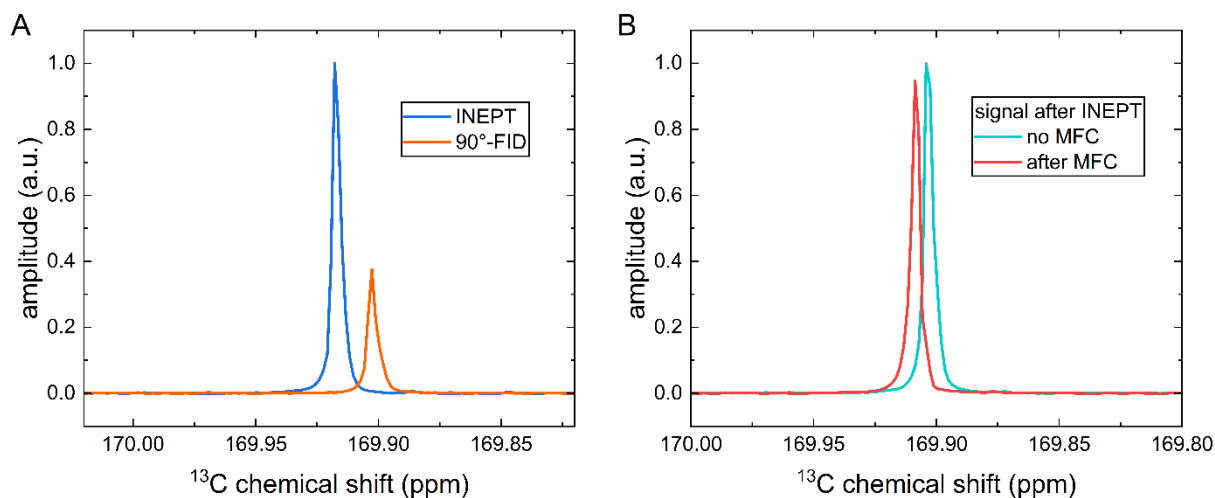 A
1.0
0.8
0.6
0.4
0.2
0.0
amplitude (a.u.)
INEPT
90°-FID
170.00 169.95 169.90 169.85
¹³C chemical shift (ppm)
B
1.0
0.8
0.6
0.4
0.2
0.0
amplitude (a.u.)
signal after INEPT
no MFC
after MFC
170.00 169.95 169.90 169.85 169.80
¹³C chemical shift (ppm)